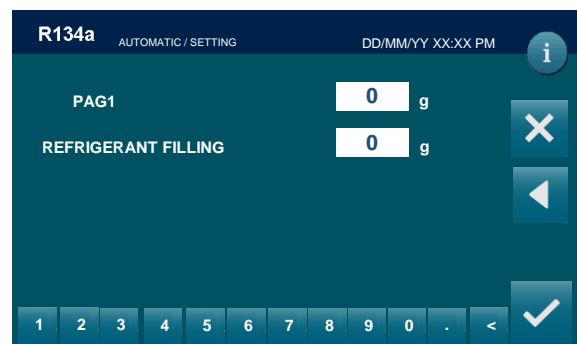 R134a AUTOMATIC / SETTING DD/MM/YY XX:XX PM i
PAG1 0 g
REFRIGERANT FILLING 0 g
1 2 3 4 5 6 7 8 9 0 . <